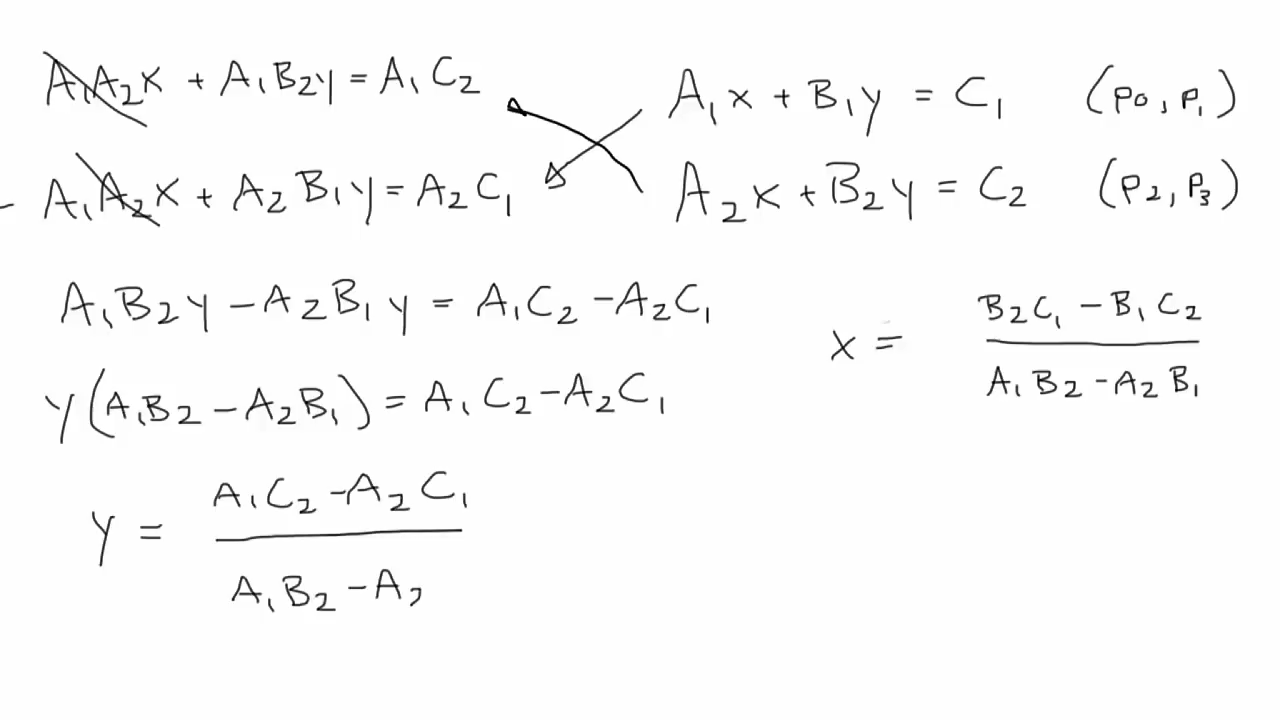 A₁A₂x + A₁B₂y = A₁C₂
- A₁A₂x + A₂B₁y = A₂C₁
A₁B₂y - A₂B₁y = A₁C₂ - A₂C₁
y(A₁B₂ - A₂B₁) = A₁C₂ - A₂C₁
y = (A₁C₂ - A₂C₁) / (A₁B₂ - A₂
A₁x + B₁y = C₁ (P₀, P₁)
A₂x + B₂y = C₂ (P₂, P₃)
x = (B₂C₁ - B₁C₂) / (A₁B₂ - A₂B₁)